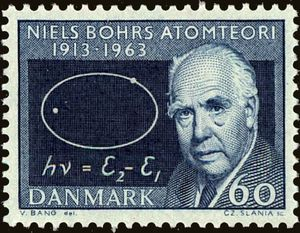 NIELS BOHRS ATOMTEORI
1913-1963
hν = ℰ₂-ℰ₁
DANMARK 60
V. BANG del. CZ. SLANIA sc.